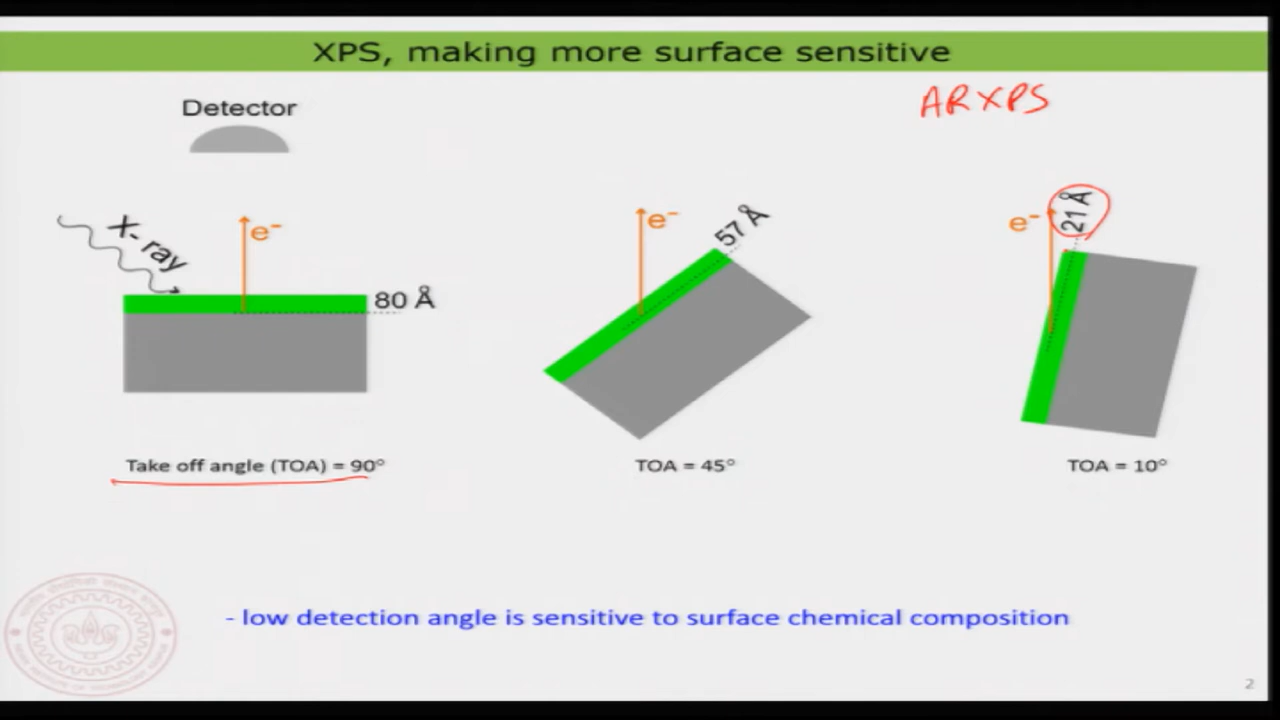 XPS, making more surface sensitive
ARXPS
Detector
X-ray
e-
80 Å
e-
57 Å
e-
21 Å
Take off angle (TOA) = 90°
TOA = 45°
TOA = 10°
- low detection angle is sensitive to surface chemical composition
2